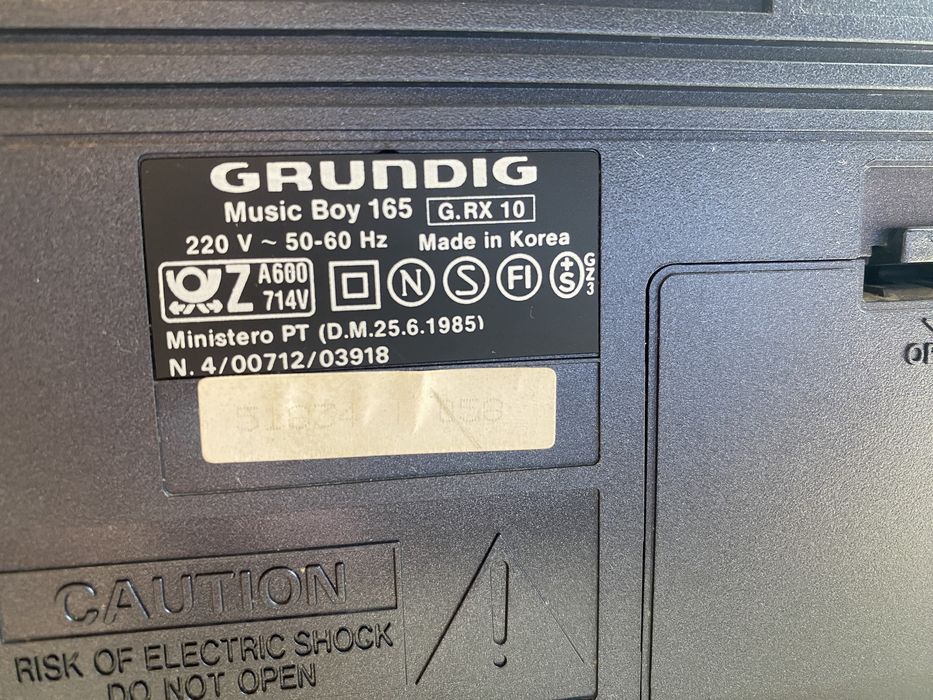 GRUNDIG
Music Boy 165 G.RX 10
220 V ~ 50-60 Hz Made in Korea
Z A600 714V N S FI +S GZ3
Ministero PT (D.M.25.6.1985)
N. 4/00712/03918
CAUTION
RISK OF ELECTRIC SHOCK
DO NOT OPEN